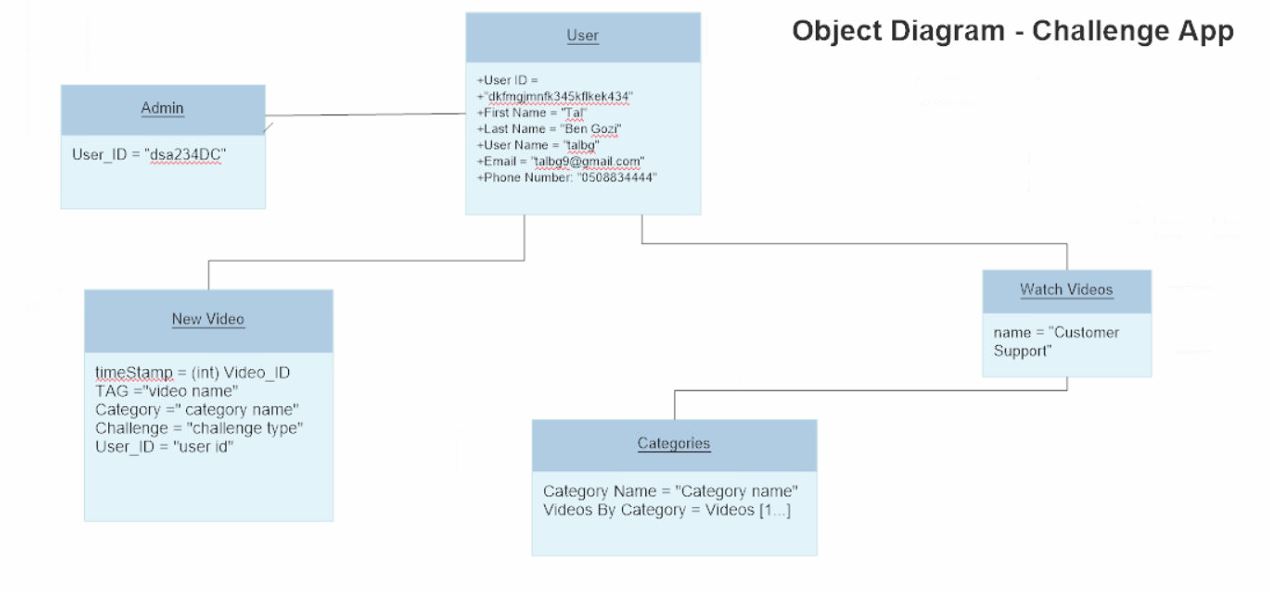 Object Diagram - Challenge App
User
+User ID =
+"dkfmgjmnfk345kflkek434"
+First Name = "Tal"
+Last Name = "Ben Gozi"
+User Name = "talbg"
+Email = "talbg9@gmail.com"
+Phone Number: "0508834444"
Admin
User_ID = "dsa234DC"
New Video
timeStamp = (int) Video_ID
TAG ="video name"
Category =" category name"
Challenge = "challenge type"
User_ID = "user id"
Watch Videos
name = "Customer
Support"
Categories
Category Name = "Category name"
Videos By Category = Videos [1...]